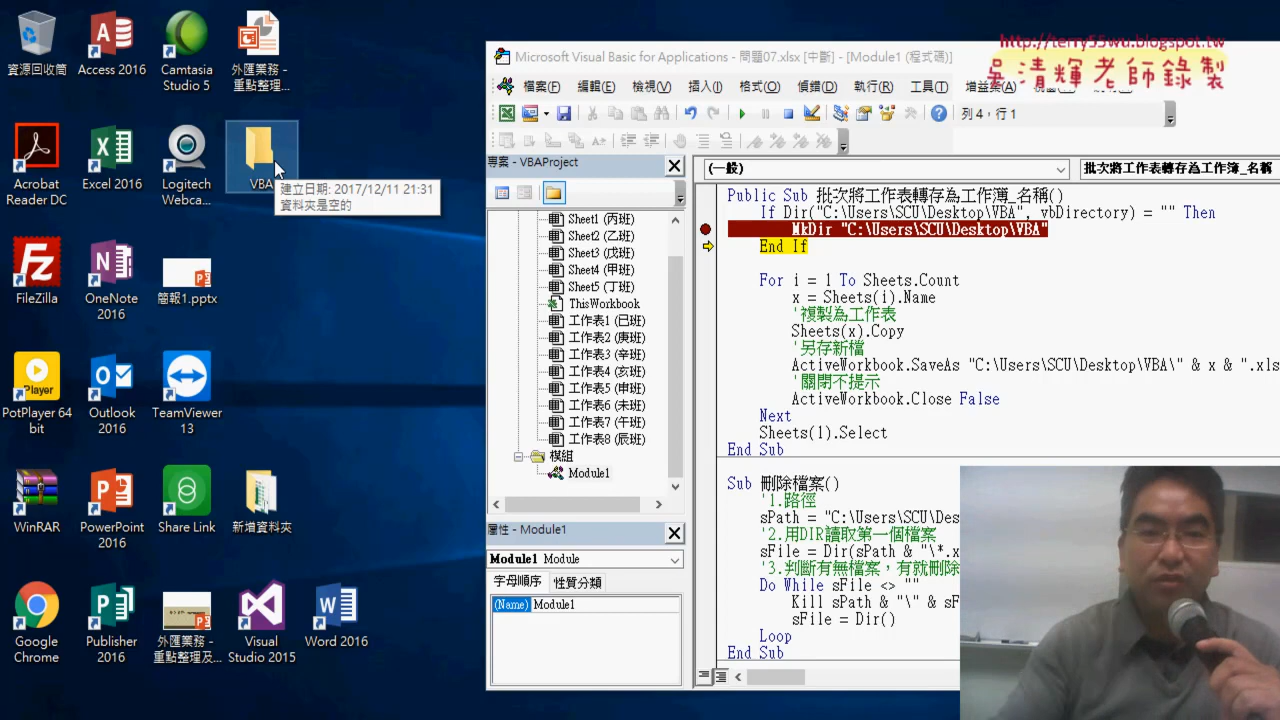 資源回收筒
Access 2016
Camtasia
Studio 5
外匯業務 -
重點整理...
Acrobat
Reader DC
Excel 2016
Logitech
Webca...
VBA
建立日期: 2017/12/11 21:31
資料夾是空的
FileZilla
OneNote
2016
簡報1.pptx
Player
PotPlayer 64
bit
Outlook
2016
TeamViewer
13
WinRAR
PowerPoint
2016
Share Link
新增資料夾
Google
Chrome
Publisher
2016
外匯業務 -
重點整理及...
Visual
Studio 2015
Word 2016
Microsoft Visual Basic for Applications - 問題07.xlsx [中斷] - [Module1 (程式碼)]
http://terry55wu.blogspot.tw
吳清輝老師錄製
檔案(F) 編輯(E) 檢視(V) 插入(I) 格式(O) 偵錯(D) 執行(R) 工具(T) 增益集(A)
列 4，行 1
專案 - VBAProject
Sheet1 (丙班)
Sheet2 (乙班)
Sheet3 (戊班)
Sheet4 (甲班)
Sheet5 (丁班)
ThisWorkbook
工作表1 (已班)
工作表2 (庚班)
工作表3 (辛班)
工作表4 (亥班)
工作表5 (申班)
工作表6 (未班)
工作表7 (午班)
工作表8 (辰班)
模組
Module1
屬性 - Module1
Module1 Module
字母順序 性質分類
(Name) Module1
(一般)
批次將工作表轉存為工作簿_名稱
Public Sub 批次將工作表轉存為工作簿_名稱()
If Dir("C:\Users\SCU\Desktop\VBA", vbDirectory) = "" Then
MkDir "C:\Users\SCU\Desktop\VBA"
End If
For i = 1 To Sheets.Count
x = Sheets(i).Name
'複製為工作表
Sheets(x).Copy
'另存新檔
ActiveWorkbook.SaveAs "C:\Users\SCU\Desktop\VBA\" & x & ".xls
'關閉不提示
ActiveWorkbook.Close False
Next
Sheets(1).Select
End Sub
Sub 刪除檔案()
'1.路徑
sPath = "C:\Users\SCU\Des
'2.用DIR讀取第一個檔案
sFile = Dir(sPath & "\*.x
'3.判斷有無檔案，有就刪除
Do While sFile <> ""
Kill sPath & "\" & sF
sFile = Dir()
Loop
End Sub